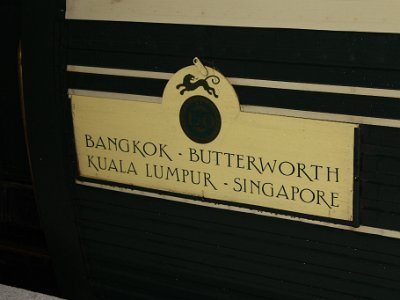 BANGKOK - BUTTERWORTH
KUALA LUMPUR - SINGAPORE